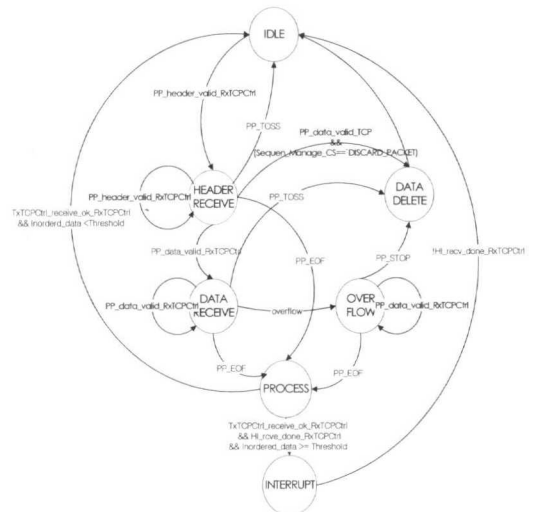 IDLE
PP_header_valid_RxTCPCtrl
PP_TOSS
PP_data_valid_TCP
&&
[Sequen_Manage_CS== DISCARD_PACKET]
PP_header_valid_RxTCPCtrl
HEADER
RECEIVE
PP_TOSS
DATA
DELETE
TxTCPCtrl_receive_ok_RxTCPCtrl
&& Inorderd_data <Threshold
PP_data_valid_RxTCPCtrl
PP_EOF
PP_STOP
!HI_recv_done_RxTCPCtrl
PP_data_valid_RxTCPCtrl
DATA
RECEIVE
overflow
OVER
FLOW
PP_data_valid_RxTCPCtrl
PP_EOF
PP_EOF
PROCESS
TxTCPCtrl_receive_ok_RxTCPCtrl
&& HI_rcve_done_RxTCPCtrl
&& Inordered_data >= Threshold
INTERRUPT